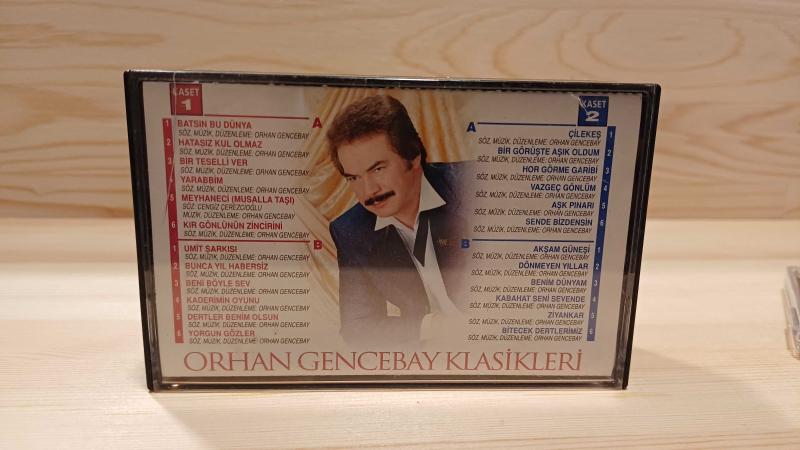 KASET
1
A
1 BATSIN BU DÜNYA
SÖZ, MÜZİK, DÜZENLEME: ORHAN GENCEBAY
2 HATASIZ KUL OLMAZ
SÖZ, MÜZİK, DÜZENLEME: ORHAN GENCEBAY
3 BİR TESELLİ VER
SÖZ, MÜZİK, DÜZENLEME: ORHAN GENCEBAY
4 YARABBİM
SÖZ, MÜZİK, DÜZENLEME: ORHAN GENCEBAY
5 MEYHANECİ (MUSALLA TAŞI)
SÖZ: CENGİZ ÇEREZCİOĞLU
MÜZİK, DÜZENLEME: ORHAN GENCEBAY
6 KIR GÖNLÜNÜN ZİNCİRİNİ
SÖZ, MÜZİK, DÜZENLEME: ORHAN GENCEBAY
B
1 ÜMİT ŞARKISI
SÖZ, MÜZİK, DÜZENLEME: ORHAN GENCEBAY
2 BUNCA YIL HABERSİZ
SÖZ, MÜZİK, DÜZENLEME: ORHAN GENCEBAY
3 BENİ BÖYLE SEV
SÖZ, MÜZİK, DÜZENLEME: ORHAN GENCEBAY
4 KADERİMİN OYUNU
SÖZ, MÜZİK, DÜZENLEME: ORHAN GENCEBAY
5 DERTLER BENİM OLSUN
SÖZ, MÜZİK, DÜZENLEME: ORHAN GENCEBAY
6 YORGUN GÖZLER
SÖZ, MÜZİK, DÜZENLEME: ORHAN GENCEBAY
KASET
2
A
ÇİLEKEŞ 1
SÖZ, MÜZİK, DÜZENLEME: ORHAN GENCEBAY
BİR GÖRÜŞTE AŞIK OLDUM 2
SÖZ, MÜZİK, DÜZENLEME: ORHAN GENCEBAY
HOR GÖRME GARİBİ 3
SÖZ, MÜZİK, DÜZENLEME: ORHAN GENCEBAY
VAZGEÇ GÖNLÜM 4
SÖZ, MÜZİK, DÜZENLEME: ORHAN GENCEBAY
AŞK PINARI 5
SÖZ, MÜZİK, DÜZENLEME: ORHAN GENCEBAY
SENDE BİZDENSİN 6
SÖZ, MÜZİK, DÜZENLEME: ORHAN GENCEBAY
B
AKŞAM GÜNEŞİ 1
SÖZ, MÜZİK, DÜZENLEME: ORHAN GENCEBAY
DÖNMEYEN YILLAR 2
SÖZ, MÜZİK, DÜZENLEME: ORHAN GENCEBAY
BENİM DÜNYAM 3
SÖZ, MÜZİK, DÜZENLEME: ORHAN GENCEBAY
KABAHAT SENİ SEVENDE 4
SÖZ, MÜZİK, DÜZENLEME: ORHAN GENCEBAY
ZİYANKAR 5
SÖZ, MÜZİK, DÜZENLEME: ORHAN GENCEBAY
BİTECEK DERTLERİMİZ 6
SÖZ, MÜZİK, DÜZENLEME: ORHAN GENCEBAY
ORHAN GENCEBAY KLASİKLERİ